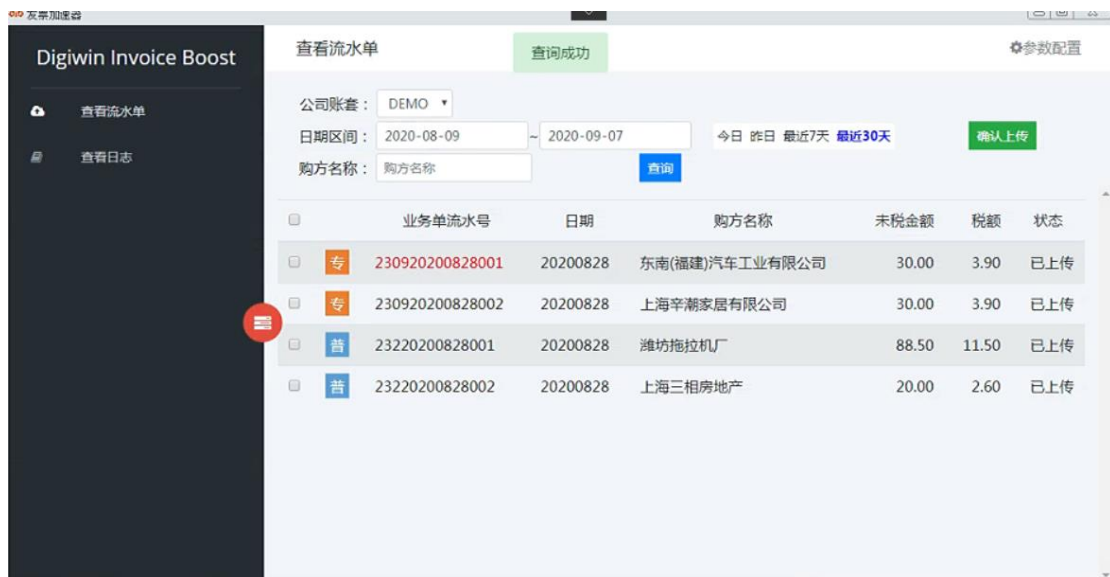 发票加速器
Digiwin Invoice Boost
查看流水单
查看日志
查看流水单
查询成功
参数配置
公司账套： DEMO
日期区间： 2020-08-09 ~ 2020-09-07 今日 昨日 最近7天 最近30天 确认上传
购方名称： 购方名称 查询
业务单流水号 日期 购方名称 未税金额 税额 状态
专 230920200828001 20200828 东南(福建)汽车工业有限公司 30.00 3.90 已上传
专 230920200828002 20200828 上海辛潮家居有限公司 30.00 3.90 已上传
普 23220200828001 20200828 潍坊拖拉机厂 88.50 11.50 已上传
普 23220200828002 20200828 上海三相房地产 20.00 2.60 已上传